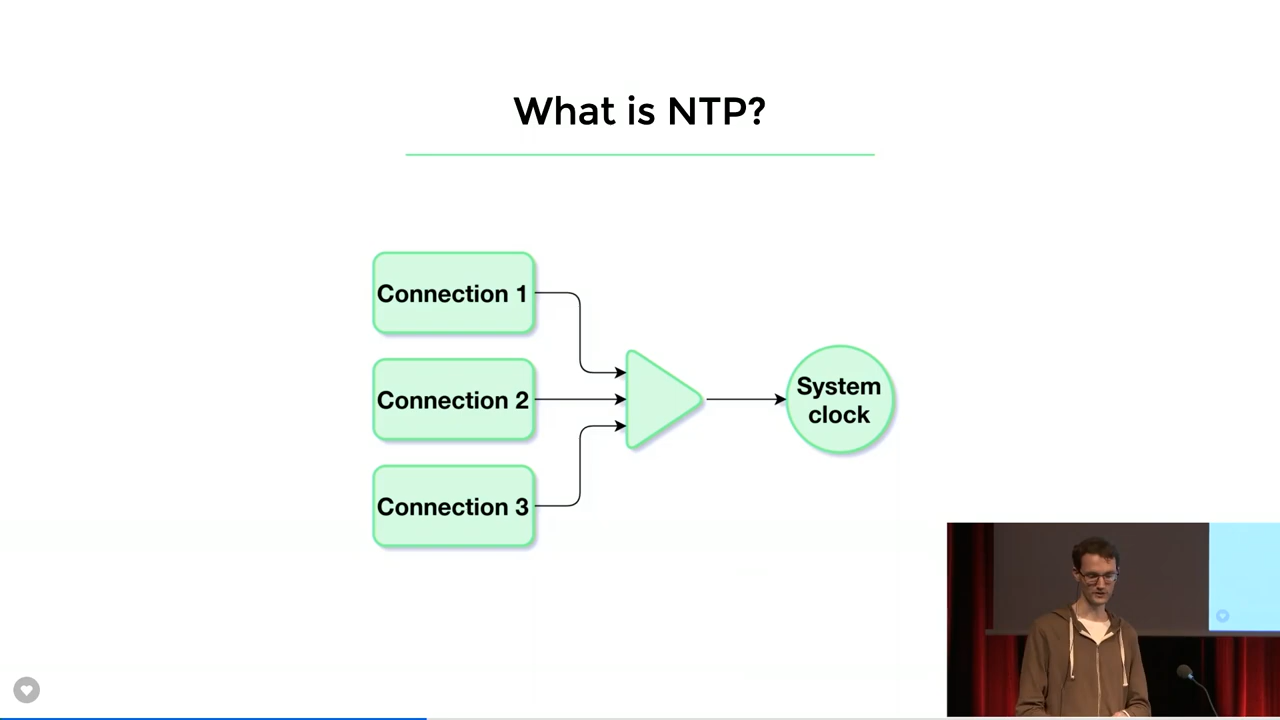 What is NTP?
Connection 1
Connection 2
Connection 3
System
clock